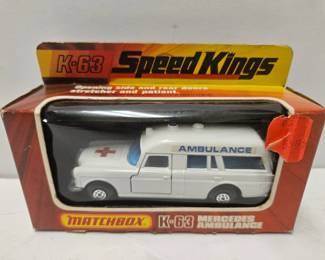 K-63 Speed Kings
Opening side and rear doors
stretcher and patient.
AMBULANCE
MATCHBOX K-63 MERCEDES
AMBULANCE